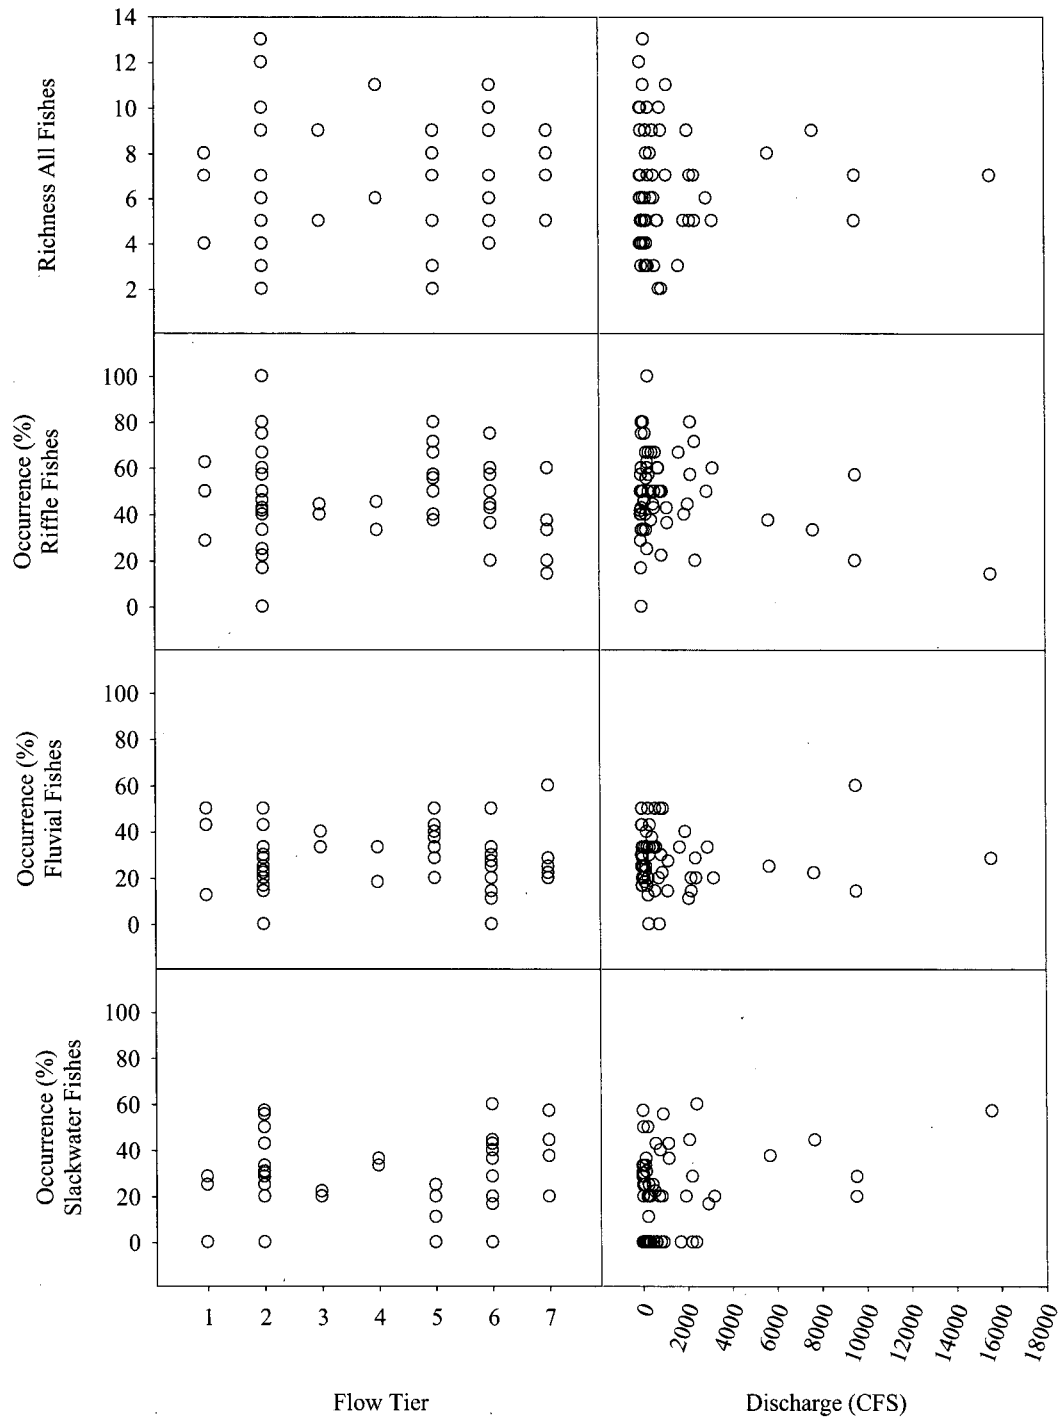 14
12
10
8
6
4
2
Richness All Fishes
100
80
60
40
20
0
Occurrence (%)
Riffle Fishes
100
80
60
40
20
0
Occurrence (%)
Fluvial Fishes
100
80
60
40
20
0
Occurrence (%)
Slackwater Fishes
1 2 3 4 5 6 7
0 2000 4000 6000 8000 10000 12000 14000 16000 18000
Flow Tier
Discharge (CFS)